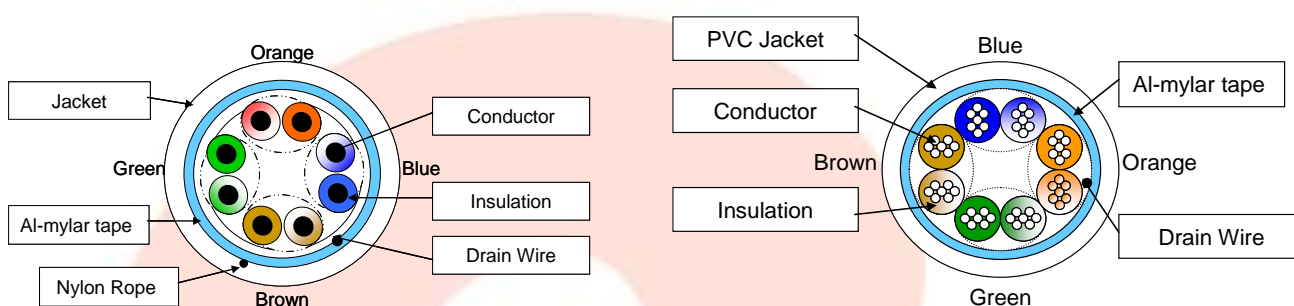 Orange
Jacket
Conductor
Green
Blue
Insulation
Al-mylar tape
Drain Wire
Nylon Rope
Brown
PVC Jacket
Blue
Al-mylar tape
Conductor
Brown
Orange
Insulation
Drain Wire
Green